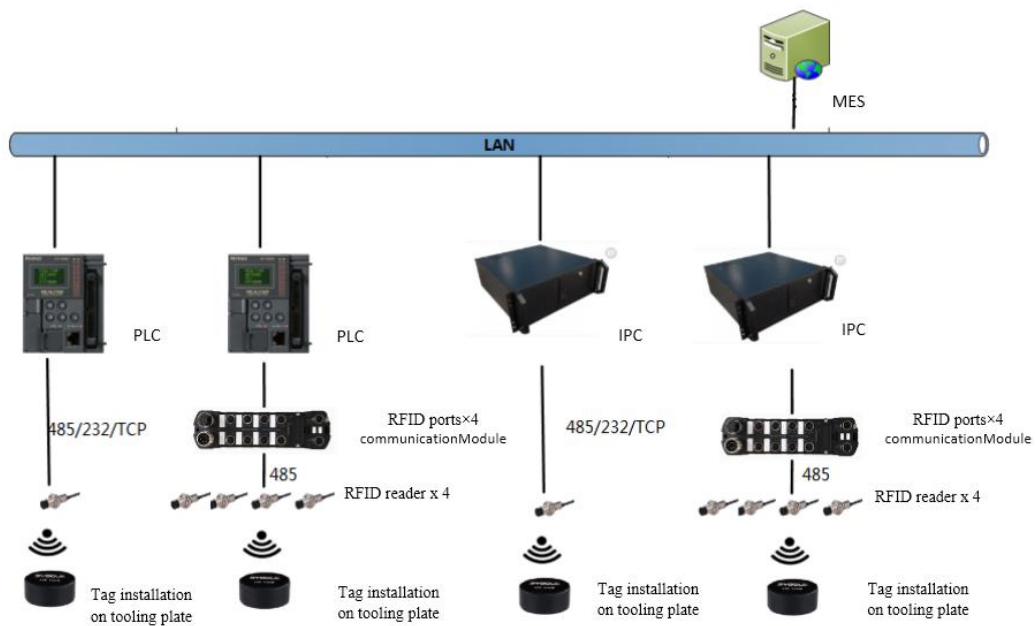 MES
LAN
PLC
PLC
IPC
IPC
485/232/TCP
RFID ports×4
communicationModule
485
RFID reader x 4
485/232/TCP
RFID ports×4
communicationModule
485
RFID reader x 4
Tag installation
on tooling plate
Tag installation
on tooling plate
Tag installation
on tooling plate
Tag installation
on tooling plate